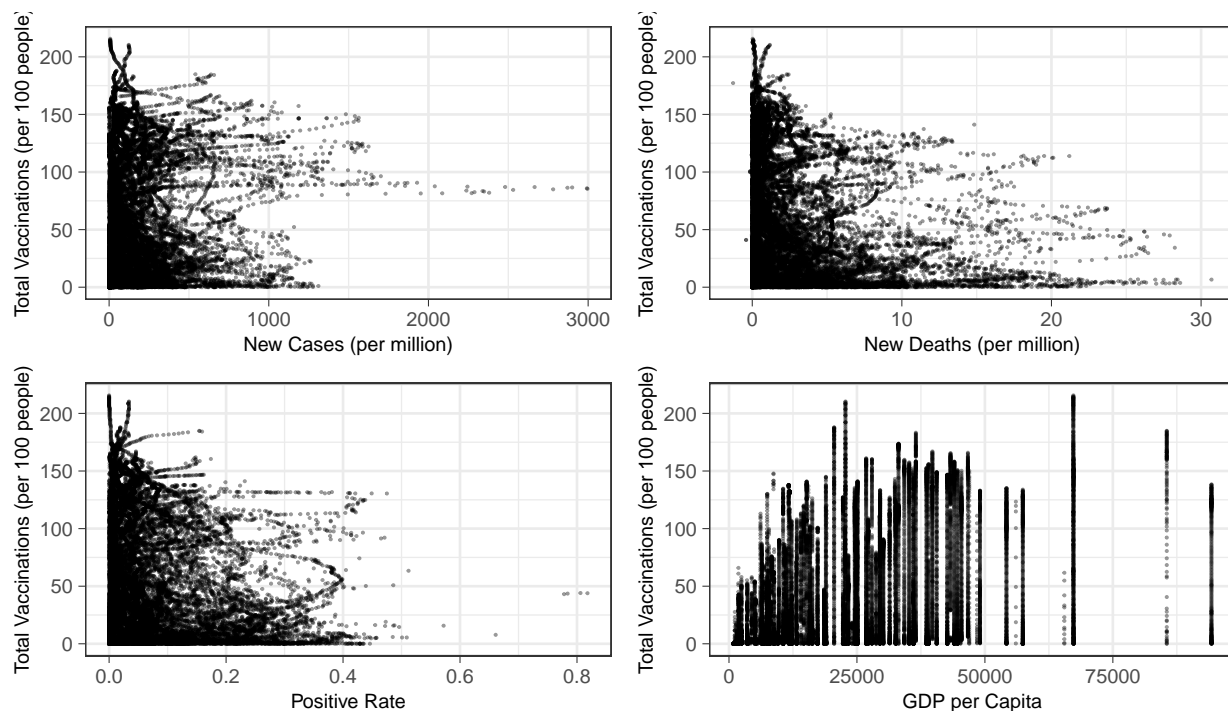 Total Vaccinations (per 100 people)
200
150
100
50
0
0 1000 2000 3000
New Cases (per million)
Total Vaccinations (per 100 people)
200
150
100
50
0
0 10 20 30
New Deaths (per million)
Total Vaccinations (per 100 people)
200
150
100
50
0
0.0 0.2 0.4 0.6 0.8
Positive Rate
Total Vaccinations (per 100 people)
200
150
100
50
0
0 25000 50000 75000
GDP per Capita